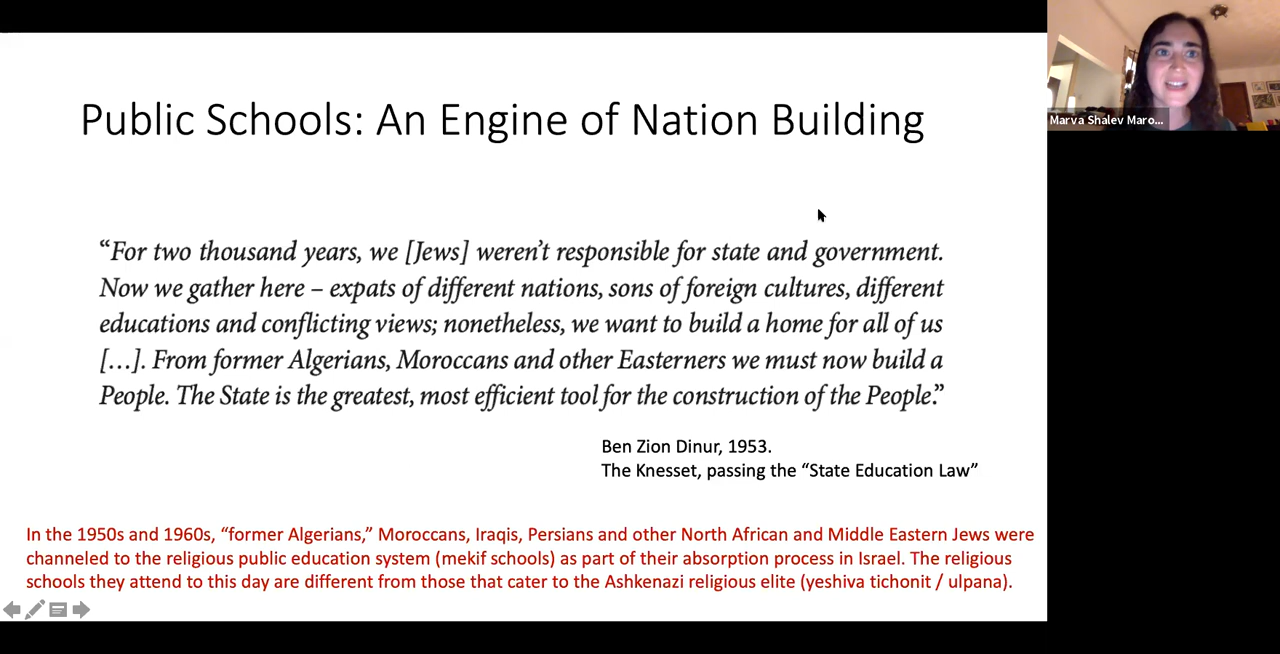 Public Schools: An Engine of Nation Building
“For two thousand years, we [Jews] weren’t responsible for state and government.
Now we gather here – expats of different nations, sons of foreign cultures, different
educations and conflicting views; nonetheless, we want to build a home for all of us
[…]. From former Algerians, Moroccans and other Easterners we must now build a
People. The State is the greatest, most efficient tool for the construction of the People.”
Ben Zion Dinur, 1953.
The Knesset, passing the “State Education Law”
In the 1950s and 1960s, “former Algerians,” Moroccans, Iraqis, Persians and other North African and Middle Eastern Jews were
channeled to the religious public education system (mekif schools) as part of their absorption process in Israel. The religious
schools they attend to this day are different from those that cater to the Ashkenazi religious elite (yeshiva tichonit / ulpana).
Marva Shalev Maro...